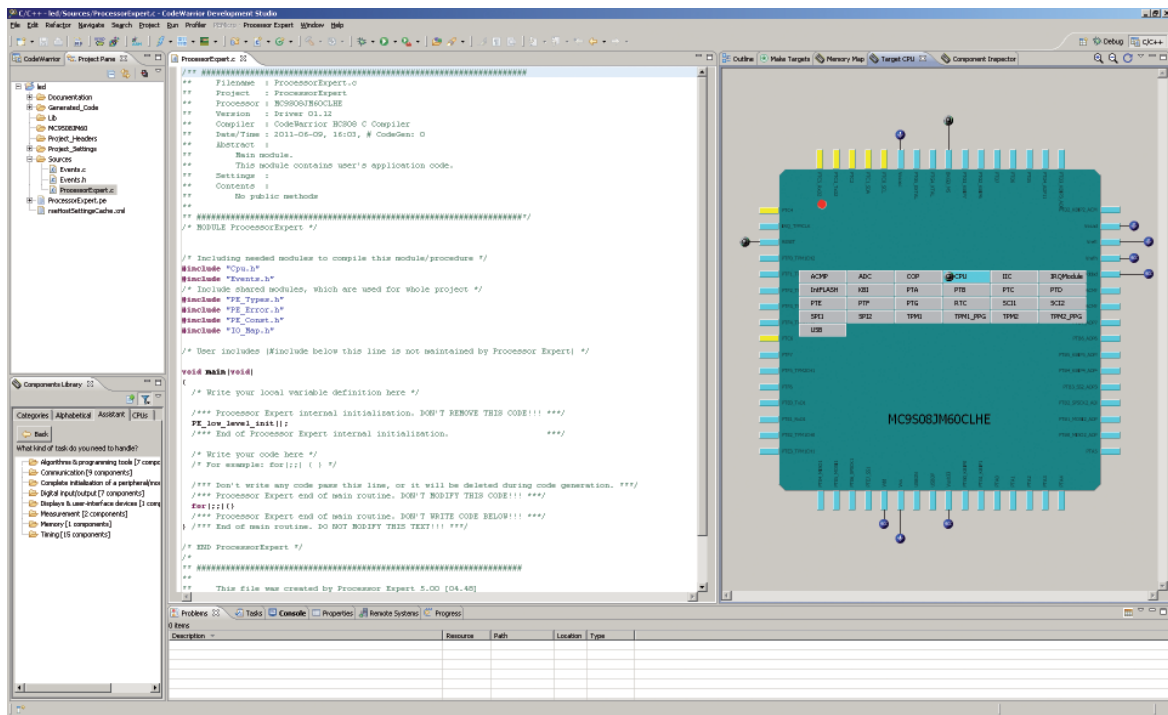 C/C++ - led/Sources/ProcessorExpert.c - CodeWarrior Development Studio
File Edit Refactor Navigate Search Project Run Profiler Processor Expert Window Help
Debug C/C++
CodeWarrior Project Pane
led
Documentation
Generated_Code
Lib
MC9S08JM60
Project_Headers
Project_Settings
Sources
Events.c
Events.h
ProcessorExpert.c
ProcessorExpert.pe
rseHostSettingsCache.xml
Components Library
Categories Alphabetical Assistant CPUs
Back
What kind of task do you need to handle?
Algorithms & programming tools [7 compo
Communication [9 components]
Complete initialization of a peripheral/mod
Digital input/output [7 components]
Displays & user-interface devices [1 comp
Measurement [2 components]
Memory [1 components]
Timing [15 components]
ProcessorExpert.c
** Filename : ProcessorExpert.c
** Project : ProcessorExpert
** Processor : MC9S08JM60CLHE
** Version : Driver 01.12
** Compiler : CodeWarrior HCS08 C Compiler
** Date/Time : 2011-06-09, 16:03, # CodeGen: 0
** Abstract :
** Main module.
** This module contains user's application code.
** Settings :
** Contents :
** No public methods
**
/* MODULE ProcessorExpert */
/* Including needed modules to compile this module/procedure */
#include "Cpu.h"
#include "Events.h"
/* Include shared modules, which are used for whole project */
#include "PE_Types.h"
#include "PE_Error.h"
#include "PE_Const.h"
#include "IO_Map.h"
/* User includes (#include below this line is not maintained by Processor Expert) */
void main(void)
{
/* Write your local variable definition here */
/*** Processor Expert internal initialization. DON'T REMOVE THIS CODE!!! ***/
PE_low_level_init();
/*** End of Processor Expert internal initialization. ***/
/* Write your code here */
/* For example: for(;;) { } */
/*** Don't write any code pass this line, or it will be deleted during code generation. ***/
/*** Processor Expert end of main routine. DON'T MODIFY THIS CODE!!! ***/
for(;;){}
/*** Processor Expert end of main routine. DON'T WRITE CODE BELOW!!! ***/
} /*** End of main routine. DO NOT MODIFY THIS TEXT!!! ***/
/* END ProcessorExpert */
/*
**
** This file was created by Processor Expert 5.00 [04.48]
Outline Make Targets Memory Map Target CPU Component Inspector
ACMP ADC COP CPU IIC IRQModule
IntFLASH KBI PTA PTB PTC PTD
PTE PTF PTG RTC SCI1 SCI2
SPI1 SPI2 TPM1 TPM1_PPG TPM2 TPM2_PPG
USB
MC9S08JM60CLHE
Problems Tasks Console Properties Remote Systems Progress
0 items
Description Resource Path Location Type